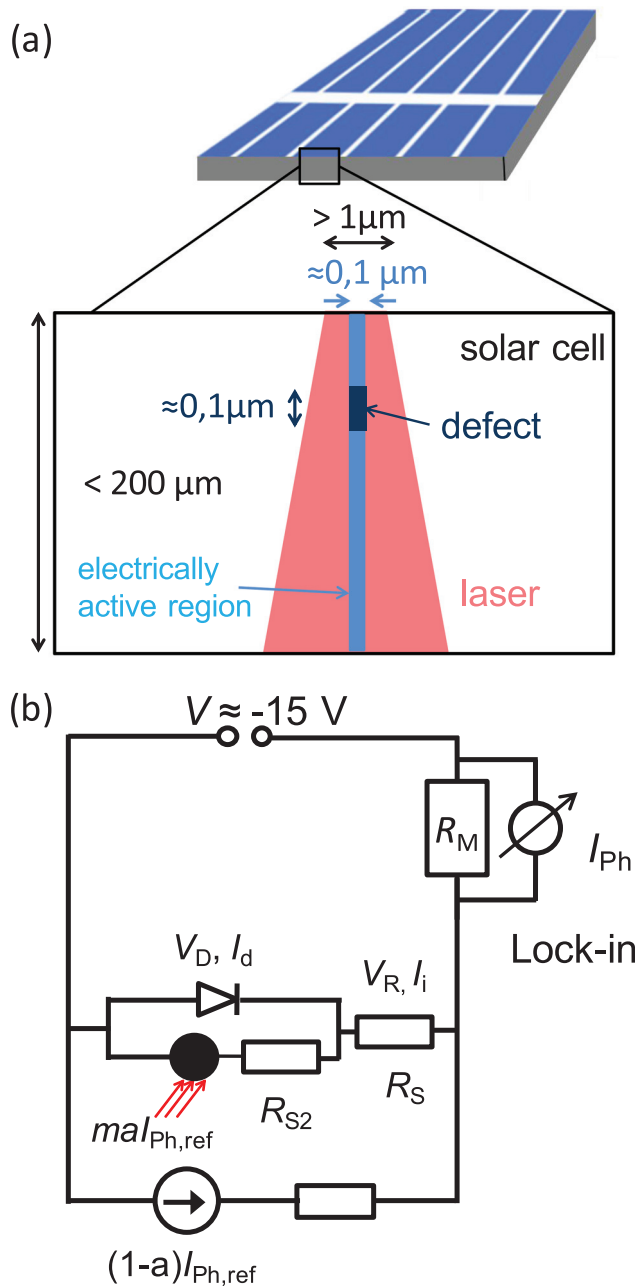 (a)
> 1µm
≈0,1 µm
solar cell
≈0,1µm
defect
< 200 µm
electrically
active region
laser
(b)
V ≈ -15 V
R_M
I_Ph
Lock-in
V_D, I_d
V_R, I_i
R_S2
R_S
maI_Ph,ref
(1-a)I_Ph,ref